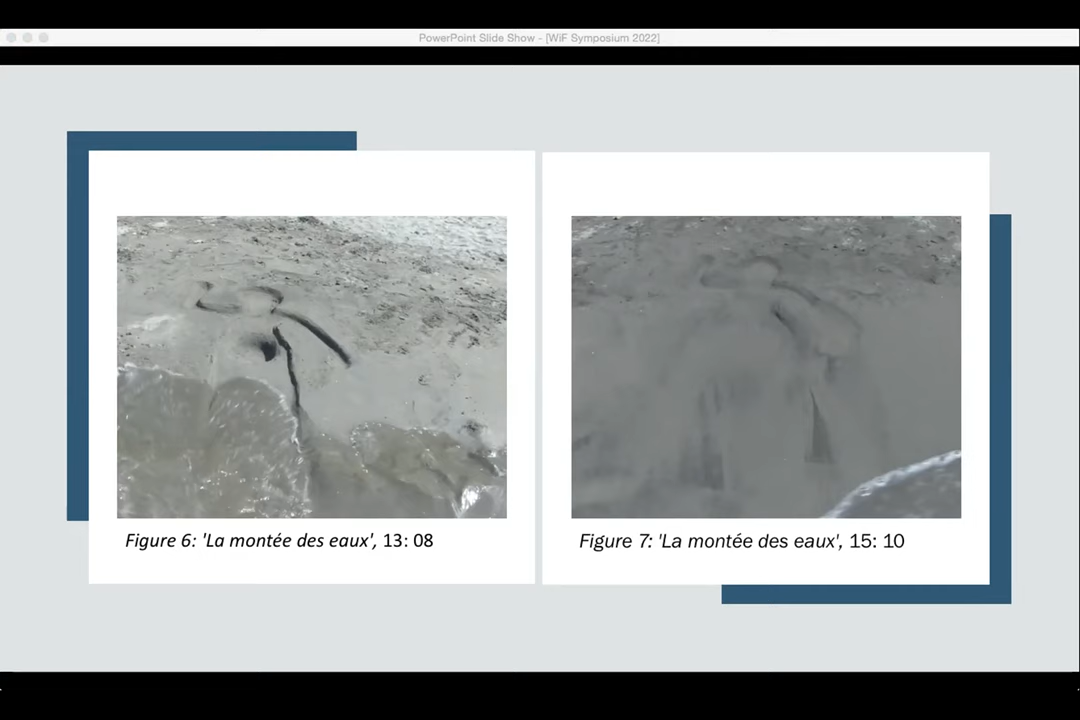 PowerPoint Slide Show - [WiF Symposium 2022]
Figure 6: 'La montée des eaux', 13: 08
Figure 7: 'La montée des eaux', 15: 10